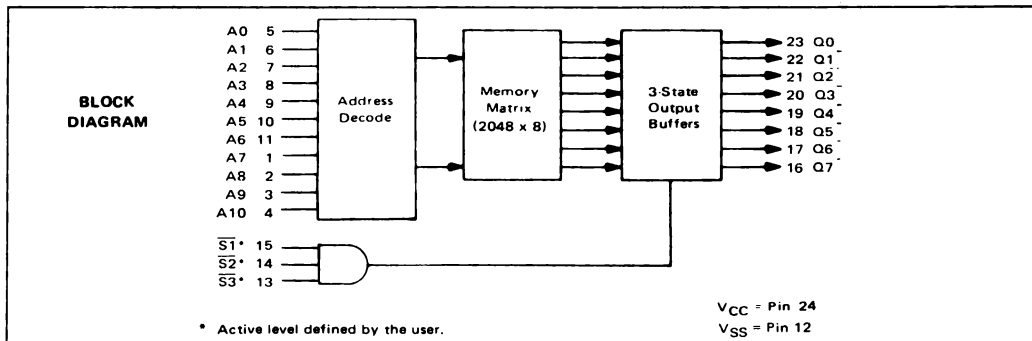 BLOCK
DIAGRAM
A0 5
A1 6
A2 7
A3 8
A4 9
A5 10
A6 11
A7 1
A8 2
A9 3
A10 4
Address
Decode
Memory
Matrix
(2048 x 8)
3-State
Output
Buffers
23 Q0
22 Q1
21 Q2
20 Q3
19 Q4
18 Q5
17 Q6
16 Q7
S̅1̅* 15
S̅2̅* 14
S̅3̅* 13
* Active level defined by the user.
VCC = Pin 24
VSS = Pin 12